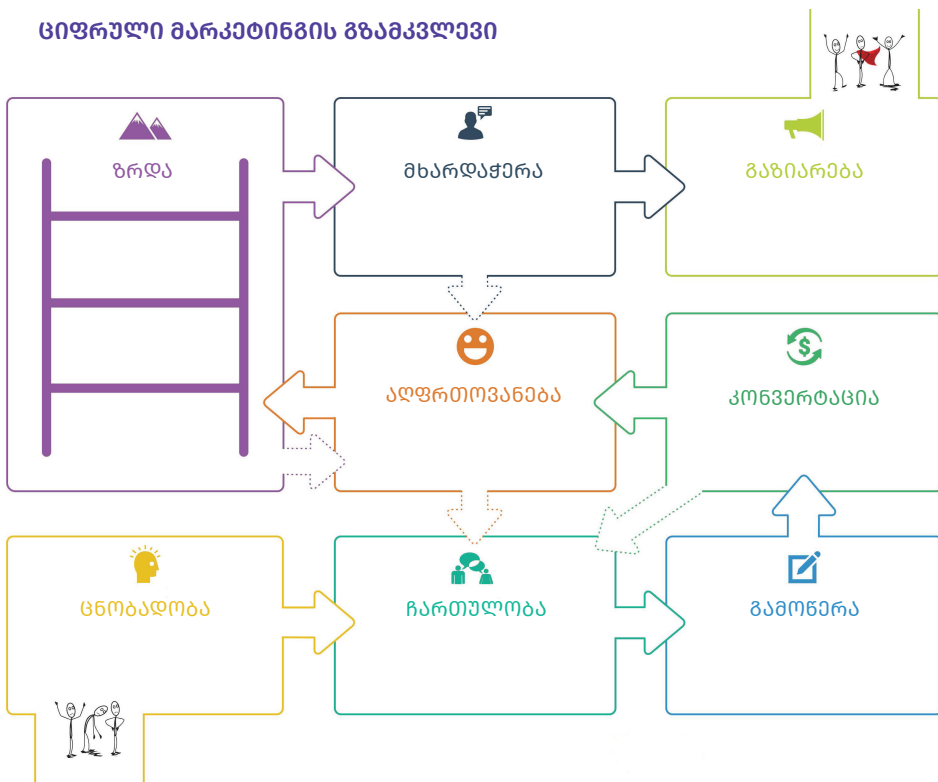 ციფრული მარკეტინგის გზამკვლევი
ზრდა
მხარდაჭერა
გაზიარება
აღფრთოვანება
კონვერტაცია
ცნობადობა
ჩართულობა
გამოწერა